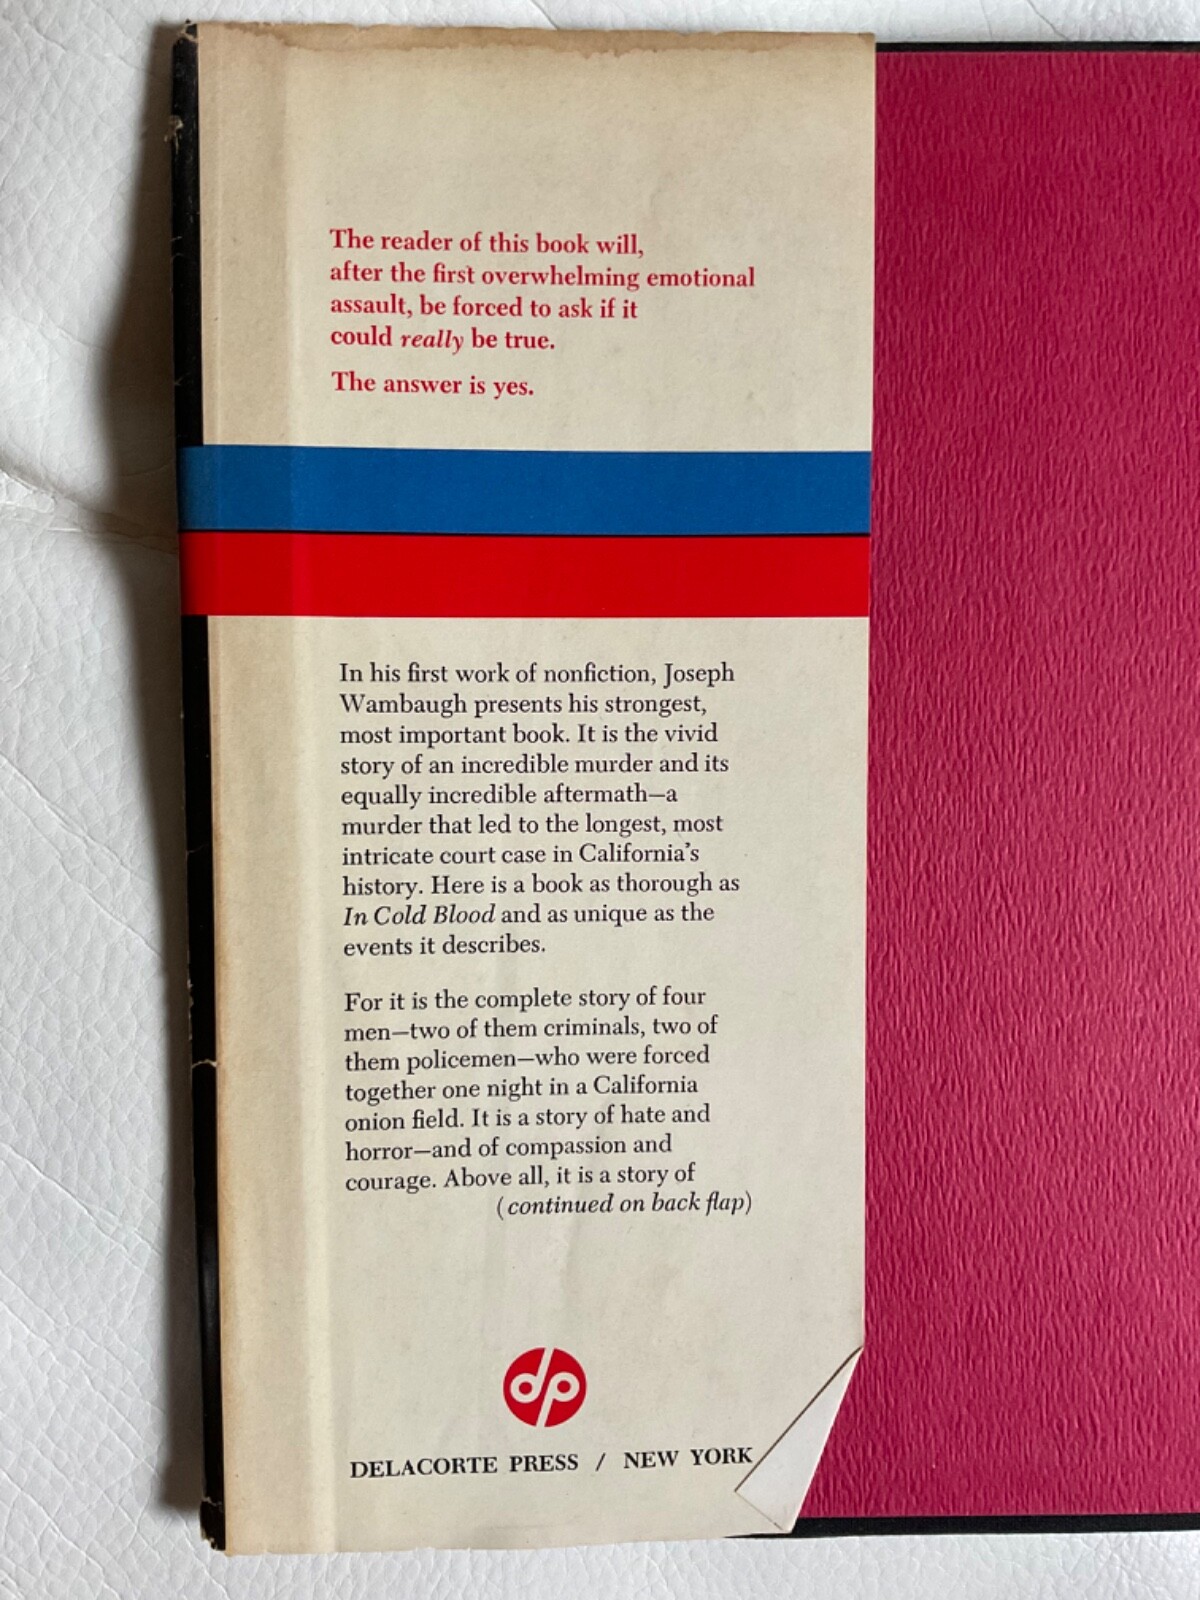 The reader of this book will,
after the first overwhelming emotional
assault, be forced to ask if it
could really be true.
The answer is yes.
In his first work of nonfiction, Joseph
Wambaugh presents his strongest,
most important book. It is the vivid
story of an incredible murder and its
equally incredible aftermath—a
murder that led to the longest, most
intricate court case in California's
history. Here is a book as thorough as
In Cold Blood and as unique as the
events it describes.
For it is the complete story of four
men—two of them criminals, two of
them policemen—who were forced
together one night in a California
onion field. It is a story of hate and
horror—and of compassion and
courage. Above all, it is a story of
(continued on back flap)
dp
DELACORTE PRESS / NEW YORK